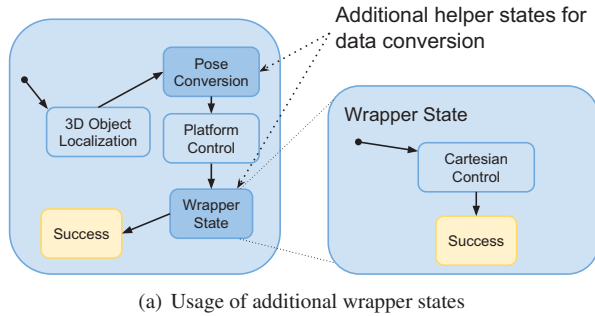 Additional helper states for
data conversion
Pose
Conversion
3D Object
Localization
Platform
Control
Wrapper
State
Success
Wrapper State
Cartesian
Control
Success
(a) Usage of additional wrapper states